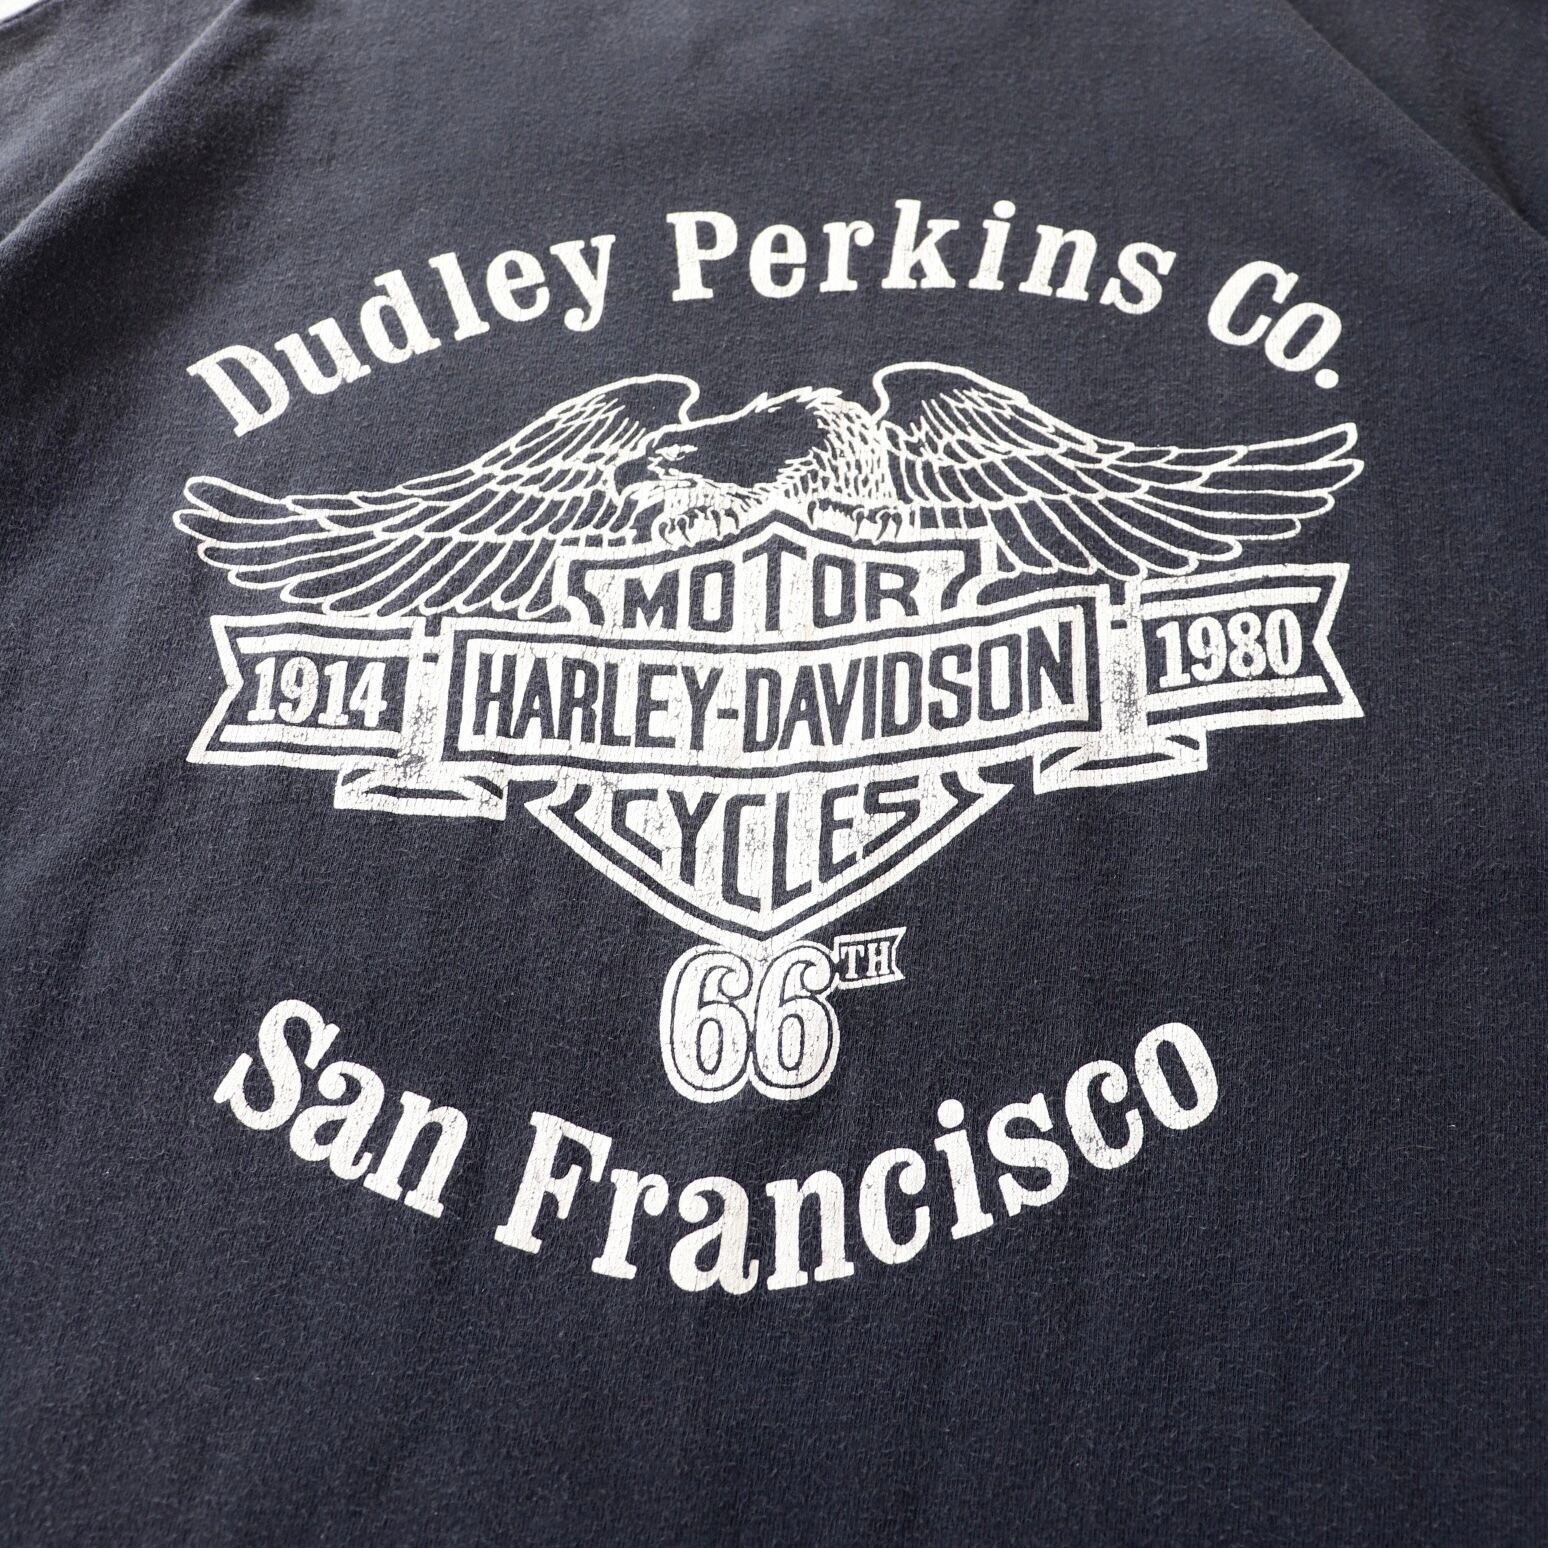 Dudley Perkins Co.
MOTOR
1914 HARLEY-DAVIDSON 1980
CYCLES
66TH
San Francisco